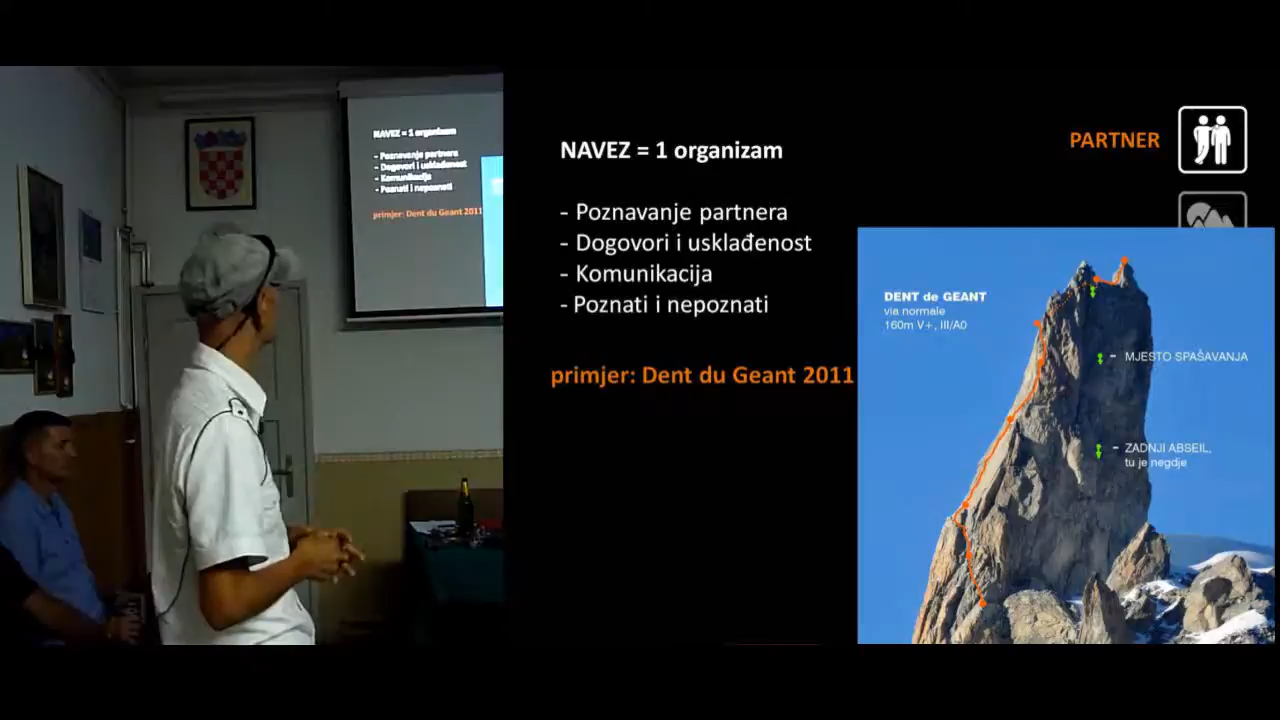 NAVEZ = 1 organizam
- Poznavanje partnera
- Dogovori i usklađenost
- Komunikacija
- Poznati i nepoznati
primjer: Dent du Geant 2011
NAVEZ = 1 organizam
- Poznavanje partnera
- Dogovori i usklađenost
- Komunikacija
- Poznati i nepoznati
primjer: Dent du Geant 2011
PARTNER
DENT de GEANT
via normale
160m V+, III/A0
MJESTO SPAŠAVANJA
ZADNJI ABSEIL,
tu je negdje